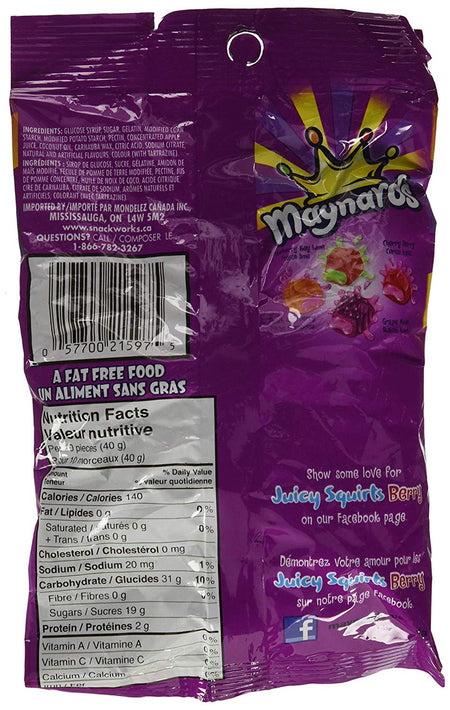 INGREDIENTS: GLUCOSE SYRUP, SUGAR, GELATIN, MODIFIED CORN
STARCH, MODIFIED POTATO STARCH, PECTIN, CONCENTRATED APPLE
JUICE, COCONUT OIL, CARNAUBA WAX, CITRIC ACID, SODIUM CITRATE,
NATURAL AND ARTIFICIAL FLAVOURS, COLOUR (WITH TARTRAZINE)
INGRÉDIENTS : SIROP DE GLUCOSE, SUCRE, GÉLATINE, AMIDON DE
MAÏS MODIFIÉ, FÉCULE DE POMME DE TERRE MODIFIÉE, PECTINE, JUS
DE POMME CONCENTRÉ, HUILE DE NOIX DE COCO, ACIDE CITRIQUE
CIRE DE CARNAUBA, CITRATE DE SODIUM, ARÔMES NATURELS ET
ARTIFICIELS, COLORANT (AVEC TARTRAZINE)
IMPORTED BY/IMPORTÉ PAR MONDELEZ CANADA INC.
MISSISSAUGA, ON L4W 5M2
www.snackworks.ca
QUESTIONS? CALL / COMPOSER LE
1-866-782-3267
0 57700 21597 5
A FAT FREE FOOD
UN ALIMENT SANS GRAS
Nutrition Facts
Valeur nutritive
Per 10 pieces (40 g)
pour 10 morceaux (40 g)
Amount % Daily Value
Teneur % valeur quotidienne
Calories / Calories 140
Fat / Lipides 0 g 0%
Saturated / saturés 0 g 0%
+ Trans / trans 0 g
Cholesterol / Cholestérol 0 mg
Sodium / Sodium 20 mg 1%
Carbohydrate / Glucides 31 g 10%
Fibre / Fibres 0 g 0%
Sugars / Sucres 19 g
Protein / Protéines 2 g
Vitamin A / Vitamine A 0%
Vitamin C / Vitamine C 0%
Calcium / Calcium 0%
maynards
Cherry Berry
Grape Kiwi
Show some love for
Juicy Squirts Berry
on our Facebook page.
Démontrez votre amour pour les
Juicy Squirts Berry
sur notre page Facebook.
f